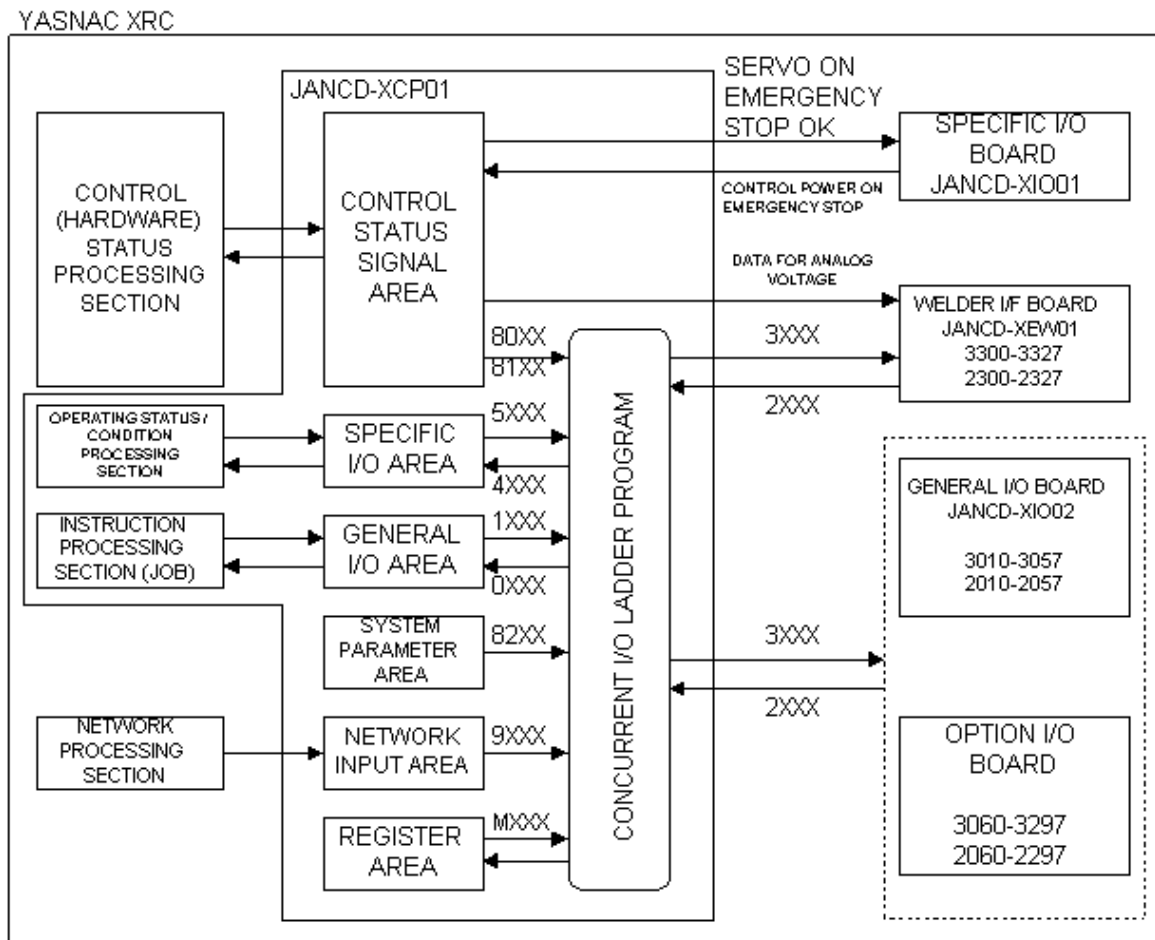 YASNAC XRC
JANCD-XCP01
CONTROL
(HARDWARE)
STATUS
PROCESSING
SECTION
CONTROL
STATUS
SIGNAL
AREA
SERVO ON
EMERGENCY
STOP OK
CONTROL POWER ON
EMERGENCY STOP
SPECIFIC I/O
BOARD
JANCD-XIO01
DATA FOR ANALOG
VOLTAGE
80XX
81XX
3XXX
2XXX
WELDER I/F BOARD
JANCD-XEW01
3300-3327
2300-2327
OPERATING STATUS /
CONDITION
PROCESSING
SECTION
SPECIFIC
I/O AREA
5XXX
4XXX
INSTRUCTION
PROCESSING
SECTION (JOB)
GENERAL
I/O AREA
1XXX
0XXX
SYSTEM
PARAMETER
AREA
82XX
NETWORK
PROCESSING
SECTION
NETWORK
INPUT AREA
9XXX
REGISTER
AREA
MXXX
CONCURRENT I/O LADDER PROGRAM
3XXX
2XXX
GENERAL I/O BOARD
JANCD-XIO02
3010-3057
2010-2057
OPTION I/O
BOARD
3060-3297
2060-2297